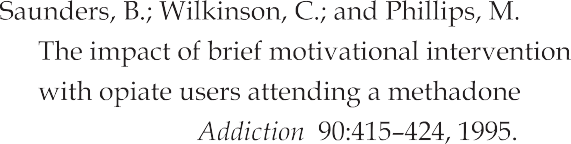 Saunders, B.; Wilkinson, C.; and Phillips, M.
The impact of brief motivational intervention
with opiate users attending a methadone
Addiction 90:415–424, 1995.